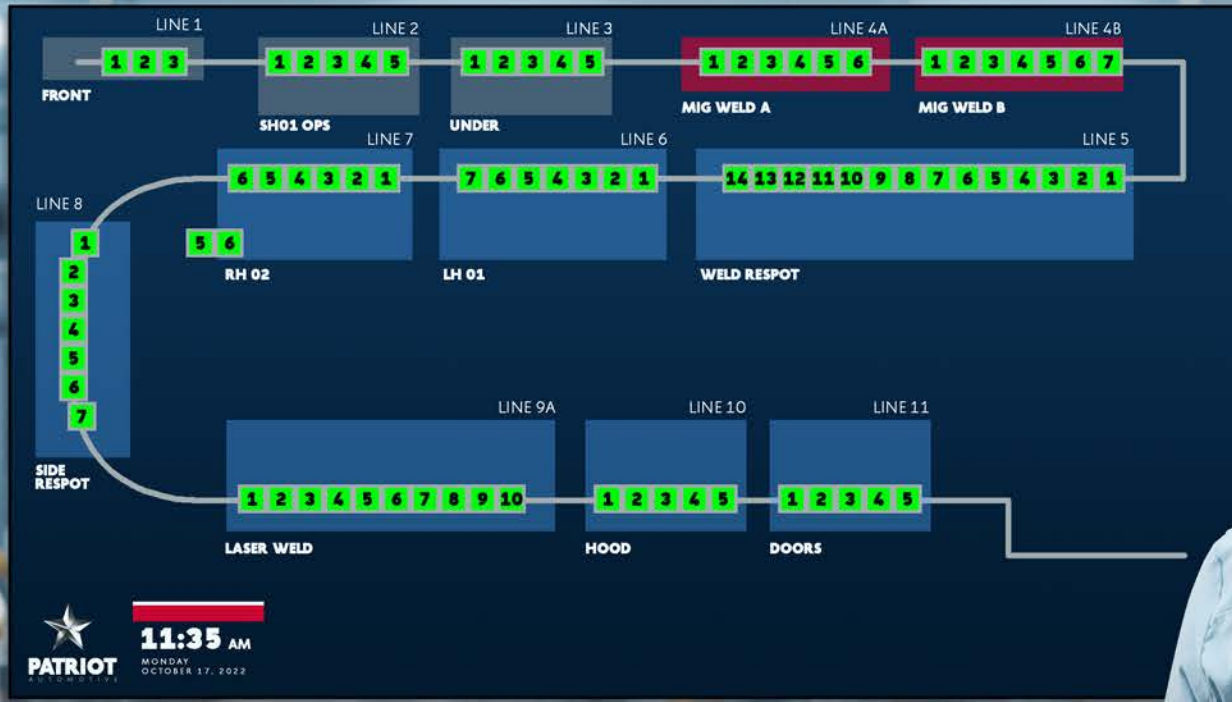 LINE 1
1 2 3
FRONT
LINE 2
1 2 3 4 5
SH01 OPS
LINE 3
1 2 3 4 5
UNDER
LINE 4A
1 2 3 4 5 6
MIG WELD A
LINE 4B
1 2 3 4 5 6 7
MIG WELD B
LINE 7
6 5 4 3 2 1
5 6
RH 02
LINE 6
7 6 5 4 3 2 1
LH 01
LINE 5
14 13 12 11 10 9 8 7 6 5 4 3 2 1
WELD RESPOT
LINE 8
1
2
3
4
5
6
7
SIDE
RESPOT
LINE 9A
1 2 3 4 5 6 7 8 9 10
LASER WELD
LINE 10
1 2 3 4 5
HOOD
LINE 11
1 2 3 4 5
DOORS
PATRIOT
AUTOMOTIVE
11:35 AM
MONDAY
OCTOBER 17, 2022